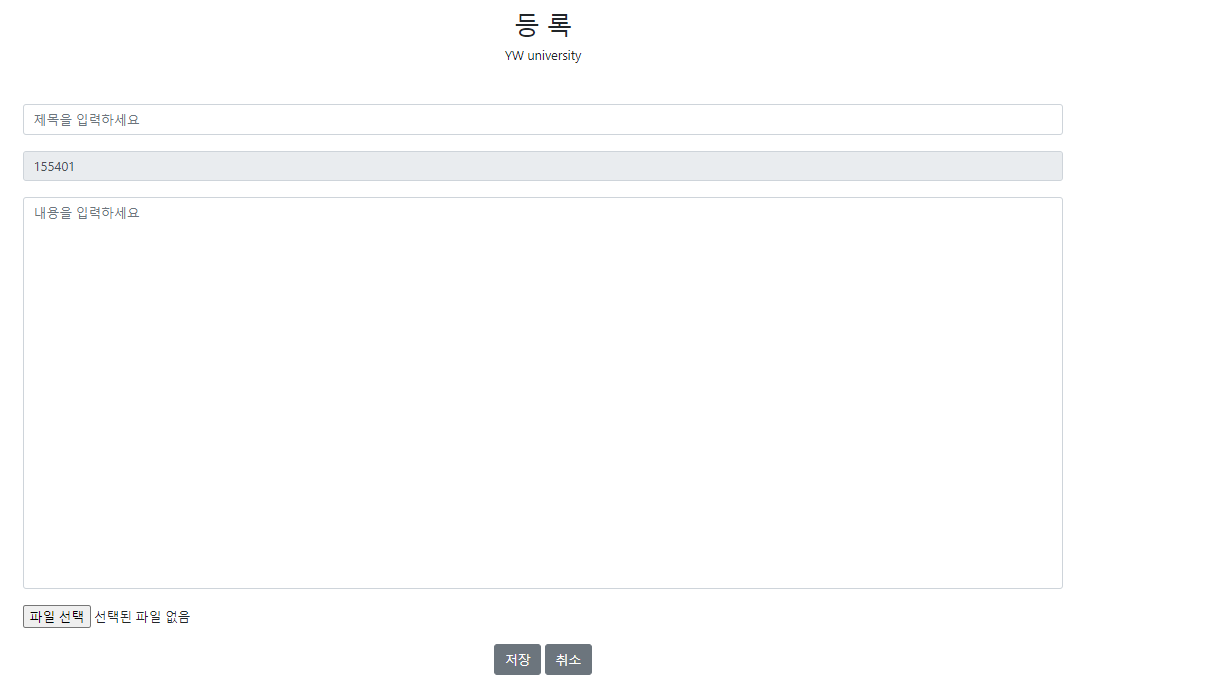 등 록
YW university
제목을 입력하세요
155401
내용을 입력하세요
파일 선택 선택된 파일 없음
저장 취소